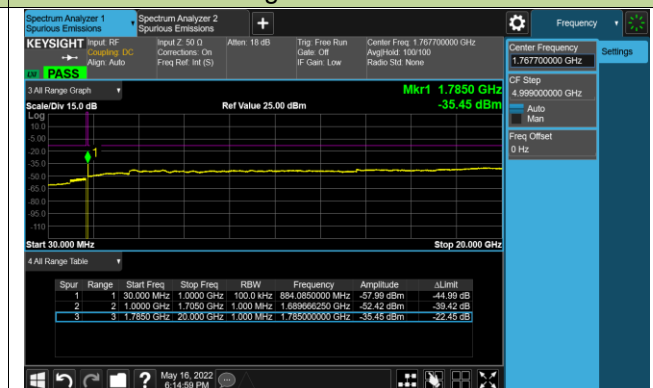 Spectrum Analyzer 1
Spurious Emissions
Spectrum Analyzer 2
Spurious Emissions
+
Frequency
KEYSIGHT
Input: RF
Coupling: DC
Align: Auto
Input Z: 50 Ω
Corrections: On
Freq Ref: Int (S)
Atten: 18 dB
Trig: Free Run
Gate: Off
IF Gain: Low
Center Freq: 1.767700000 GHz
Avg|Hold: 100/100
Radio Std: None
LM PASS
Center Frequency
1.767700000 GHz
Settings
CF Step
4.999000000 GHz
Auto
Man
Freq Offset
0 Hz
3 All Range Graph
Mkr1 1.7850 GHz
Scale/Div 15.0 dB
Ref Value 25.00 dBm
-35.45 dBm
Log
10.0
-5.00
-20.0
-35.0
-50.0
-65.0
-80.0
-95.0
-110
1
Start 30.000 MHz
Stop 20.000 GHz
4 All Range Table
Spur Range Start Freq Stop Freq RBW Frequency Amplitude ΔLimit
1 1 30.000 MHz 1.0000 GHz 100.0 kHz 884.0850000 MHz -57.99 dBm -44.99 dB
2 2 1.0000 GHz 1.7050 GHz 1.000 MHz 1.689666250 GHz -52.42 dBm -39.42 dB
3 3 1.7850 GHz 20.000 GHz 1.000 MHz 1.785000000 GHz -35.45 dBm -22.45 dB
?
May 16, 2022
6:14:59 PM